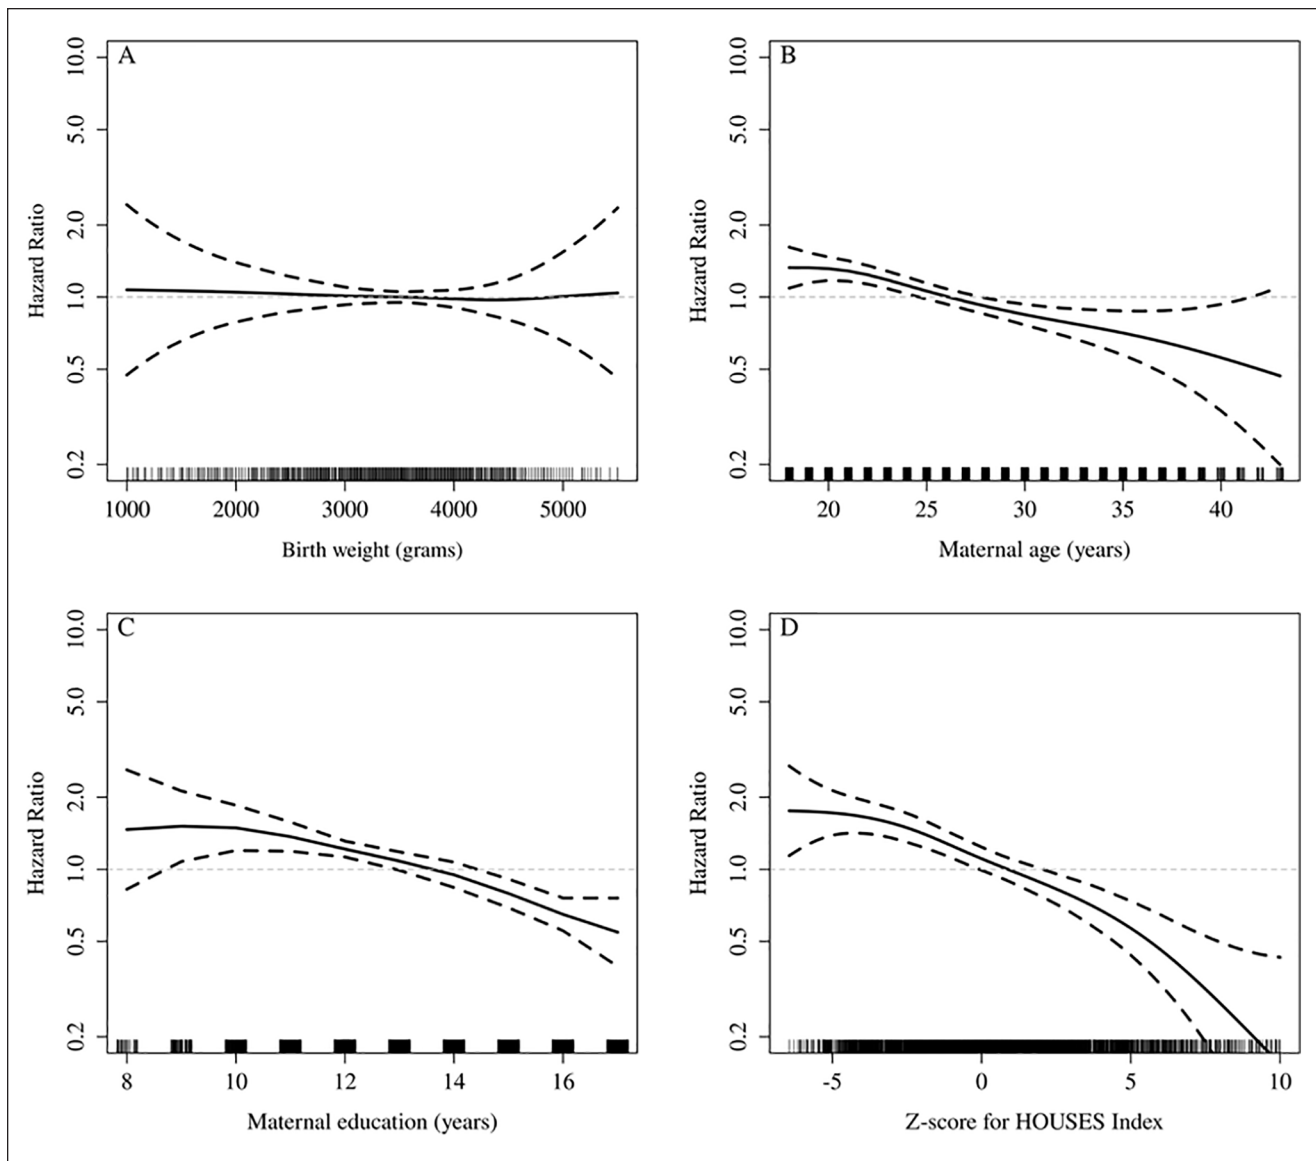 A
Hazard Ratio
10.0
5.0
2.0
1.0
0.5
0.2
1000 2000 3000 4000 5000
Birth weight (grams)
B
Hazard Ratio
10.0
5.0
2.0
1.0
0.5
0.2
20 25 30 35 40
Maternal age (years)
C
Hazard Ratio
10.0
5.0
2.0
1.0
0.5
0.2
8 10 12 14 16
Maternal education (years)
D
Hazard Ratio
10.0
5.0
2.0
1.0
0.5
0.2
-5 0 5 10
Z-score for HOUSES Index